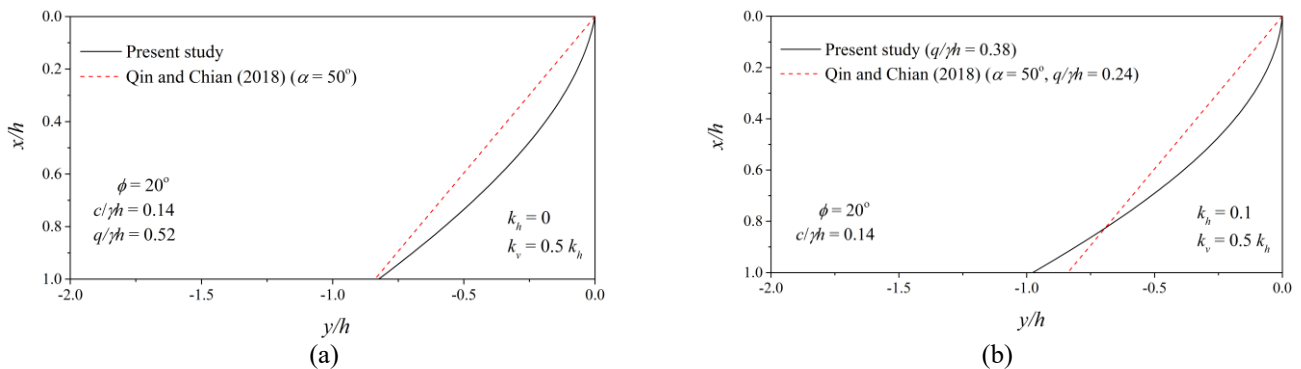 0.0
0.2
0.4
0.6
0.8
1.0
x/h
-2.0 -1.5 -1.0 -0.5 0.0
y/h
Present study
Qin and Chian (2018) (α = 50°)
ϕ = 20°
c/γh = 0.14
q/γh = 0.52
k_h = 0
k_v = 0.5 k_h
(a)
0.0
0.2
0.4
0.6
0.8
1.0
x/h
-2.0 -1.5 -1.0 -0.5 0.0
y/h
Present study (q/γh = 0.38)
Qin and Chian (2018) (α = 50°, q/γh = 0.24)
ϕ = 20°
c/γh = 0.14
k_h = 0.1
k_v = 0.5 k_h
(b)